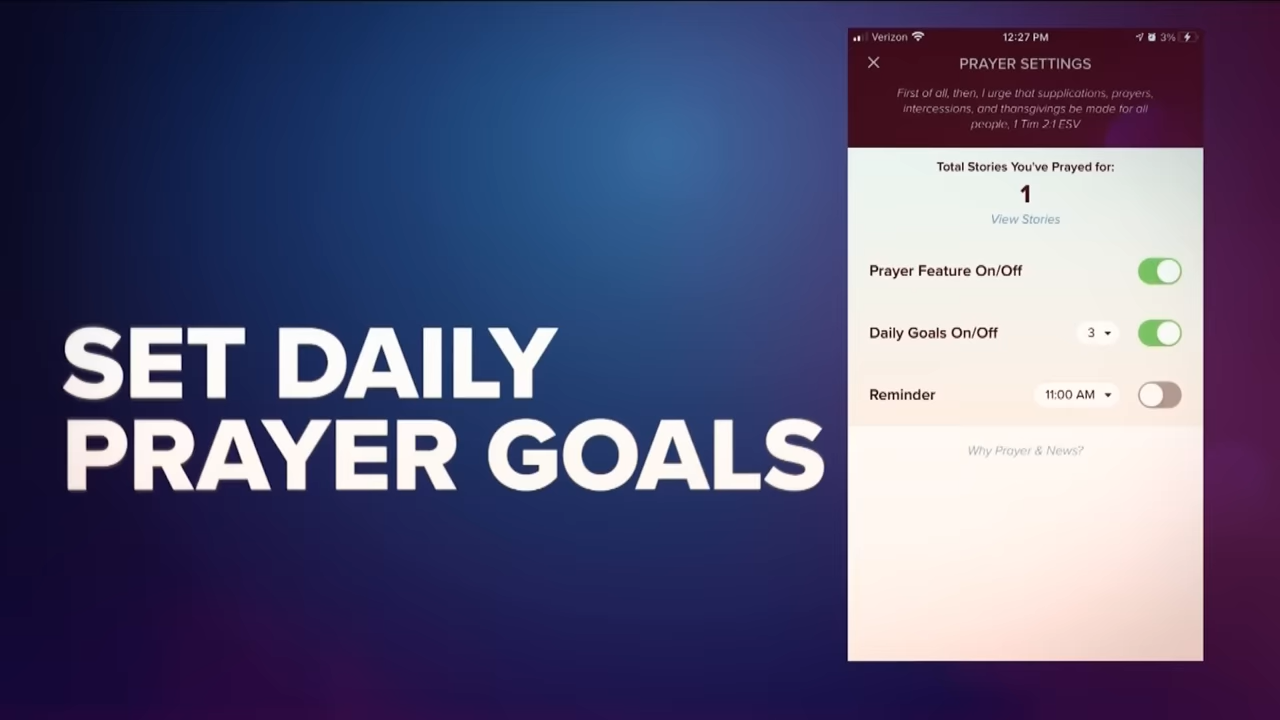 SET DAILY
PRAYER GOALS
Verizon 12:27 PM 3%
PRAYER SETTINGS
First of all, then, I urge that supplications, prayers,
intercessions, and thansgivings be made for all
people, 1 Tim 2:1 ESV
Total Stories You've Prayed for:
1
View Stories
Prayer Feature On/Off
Daily Goals On/Off 3
Reminder 11:00 AM
Why Prayer & News?